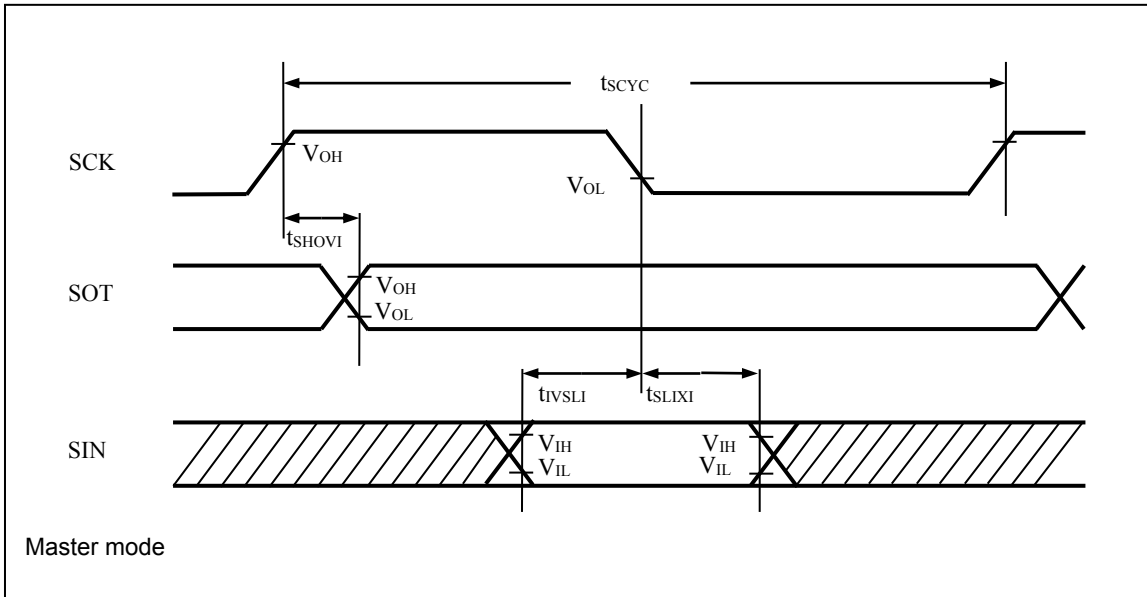 tSCYC
SCK
VOH
VOL
tSHOVI
SOT
VOH
VOL
tIVSLI
tSLIXI
SIN
VIH
VIL
VIH
VIL
Master mode